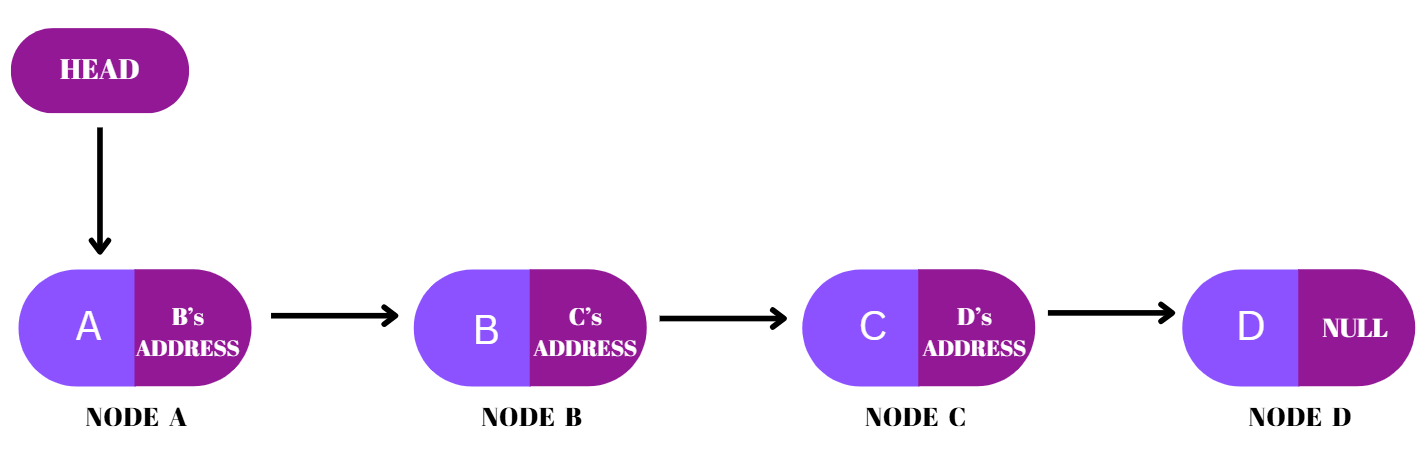 HEAD
A
B’s
ADDRESS
B
C’s
ADDRESS
C
D’s
ADDRESS
D
NULL
NODE A
NODE B
NODE C
NODE D